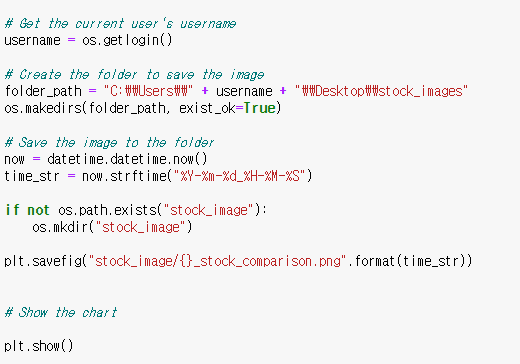 # Get the current user's username
username = os.getlogin()
# Create the folder to save the image
folder_path = "C:₩₩Users₩₩" + username + "₩₩Desktop₩₩stock_images"
os.makedirs(folder_path, exist_ok=True)
# Save the image to the folder
now = datetime.datetime.now()
time_str = now.strftime("%Y-%m-%d_%H-%M-%S")
if not os.path.exists("stock_image"):
    os.mkdir("stock_image")
plt.savefig("stock_image/{}_stock_comparison.png".format(time_str))
# Show the chart
plt.show()